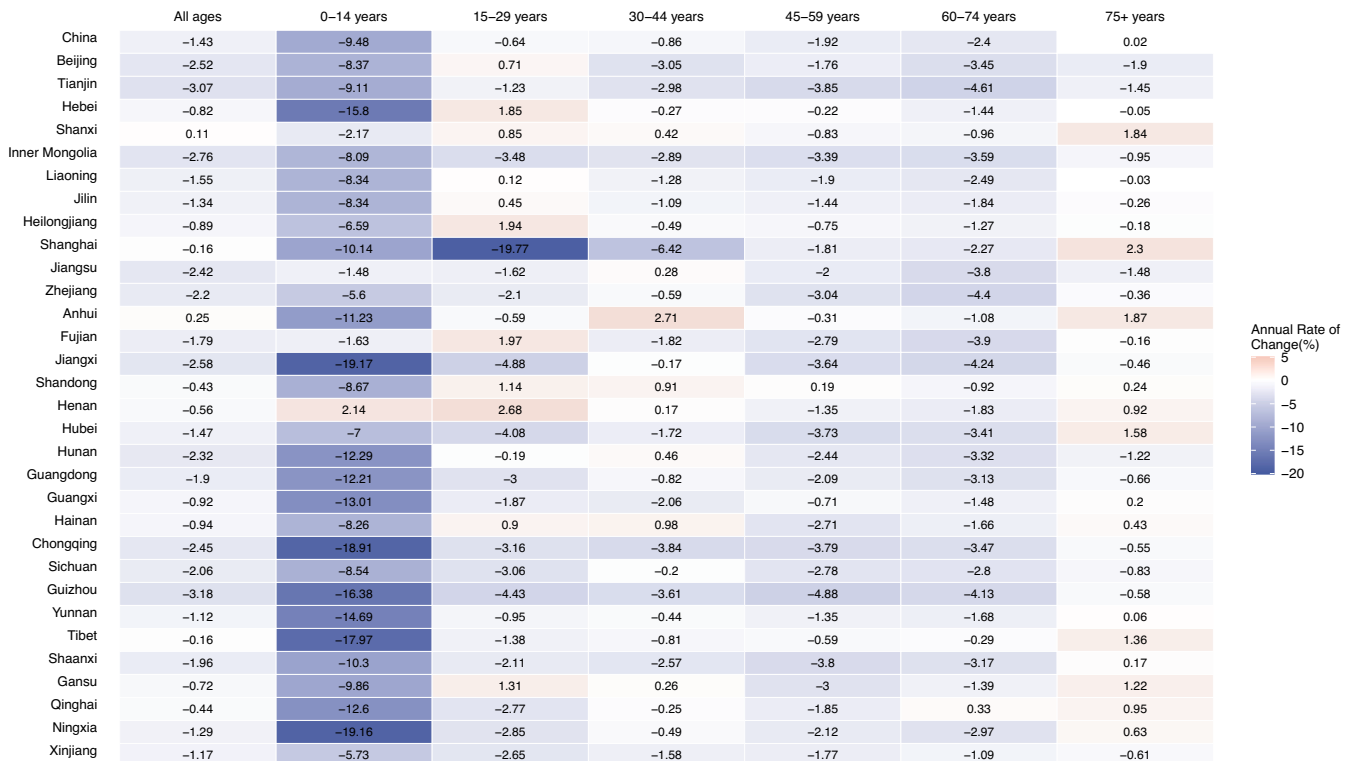 All ages 0–14 years 15–29 years 30–44 years 45–59 years 60–74 years 75+ years
China −1.43 −9.48 −0.64 −0.86 −1.92 −2.4 0.02
Beijing −2.52 −8.37 0.71 −3.05 −1.76 −3.45 −1.9
Tianjin −3.07 −9.11 −1.23 −2.98 −3.85 −4.61 −1.45
Hebei −0.82 −15.8 1.85 −0.27 −0.22 −1.44 −0.05
Shanxi 0.11 −2.17 0.85 0.42 −0.83 −0.96 1.84
Inner Mongolia −2.76 −8.09 −3.48 −2.89 −3.39 −3.59 −0.95
Liaoning −1.55 −8.34 0.12 −1.28 −1.9 −2.49 −0.03
Jilin −1.34 −8.34 0.45 −1.09 −1.44 −1.84 −0.26
Heilongjiang −0.89 −6.59 1.94 −0.49 −0.75 −1.27 −0.18
Shanghai −0.16 −10.14 −19.77 −6.42 −1.81 −2.27 2.3
Jiangsu −2.42 −1.48 −1.62 0.28 −2 −3.8 −1.48
Zhejiang −2.2 −5.6 −2.1 −0.59 −3.04 −4.4 −0.36
Anhui 0.25 −11.23 −0.59 2.71 −0.31 −1.08 1.87
Fujian −1.79 −1.63 1.97 −1.82 −2.79 −3.9 −0.16
Jiangxi −2.58 −19.17 −4.88 −0.17 −3.64 −4.24 −0.46
Shandong −0.43 −8.67 1.14 0.91 0.19 −0.92 0.24
Henan −0.56 2.14 2.68 0.17 −1.35 −1.83 0.92
Hubei −1.47 −7 −4.08 −1.72 −3.73 −3.41 1.58
Hunan −2.32 −12.29 −0.19 0.46 −2.44 −3.32 −1.22
Guangdong −1.9 −12.21 −3 −0.82 −2.09 −3.13 −0.66
Guangxi −0.92 −13.01 −1.87 −2.06 −0.71 −1.48 0.2
Hainan −0.94 −8.26 0.9 0.98 −2.71 −1.66 0.43
Chongqing −2.45 −18.91 −3.16 −3.84 −3.79 −3.47 −0.55
Sichuan −2.06 −8.54 −3.06 −0.2 −2.78 −2.8 −0.83
Guizhou −3.18 −16.38 −4.43 −3.61 −4.88 −4.13 −0.58
Yunnan −1.12 −14.69 −0.95 −0.44 −1.35 −1.68 0.06
Tibet −0.16 −17.97 −1.38 −0.81 −0.59 −0.29 1.36
Shaanxi −1.96 −10.3 −2.11 −2.57 −3.8 −3.17 0.17
Gansu −0.72 −9.86 1.31 0.26 −3 −1.39 1.22
Qinghai −0.44 −12.6 −2.77 −0.25 −1.85 0.33 0.95
Ningxia −1.29 −19.16 −2.85 −0.49 −2.12 −2.97 0.63
Xinjiang −1.17 −5.73 −2.65 −1.58 −1.77 −1.09 −0.61
Annual Rate of
Change(%)
5
0
−5
−10
−15
−20